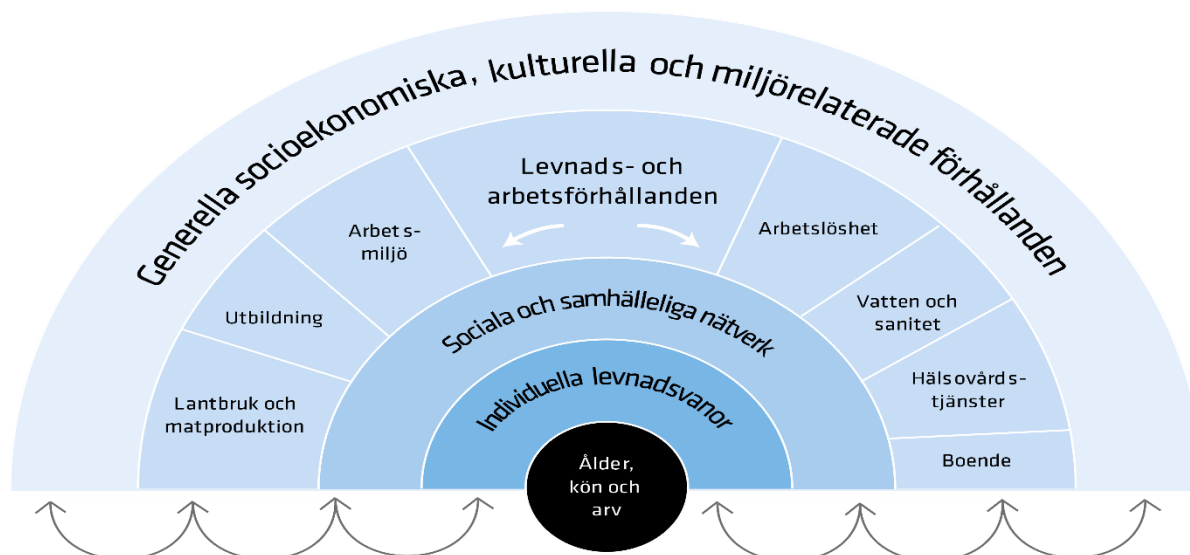 Generella socioekonomiska, kulturella och miljörelaterade förhållanden
Levnads- och
arbetsförhållanden
Arbets-
miljö
Arbetslöshet
Utbildning
Vatten och
sanitet
Lantbruk och
matproduktion
Hälsovårds-
tjänster
Boende
Sociala och samhälleliga nätverk
Individuella levnadsvanor
Ålder,
kön och
arv